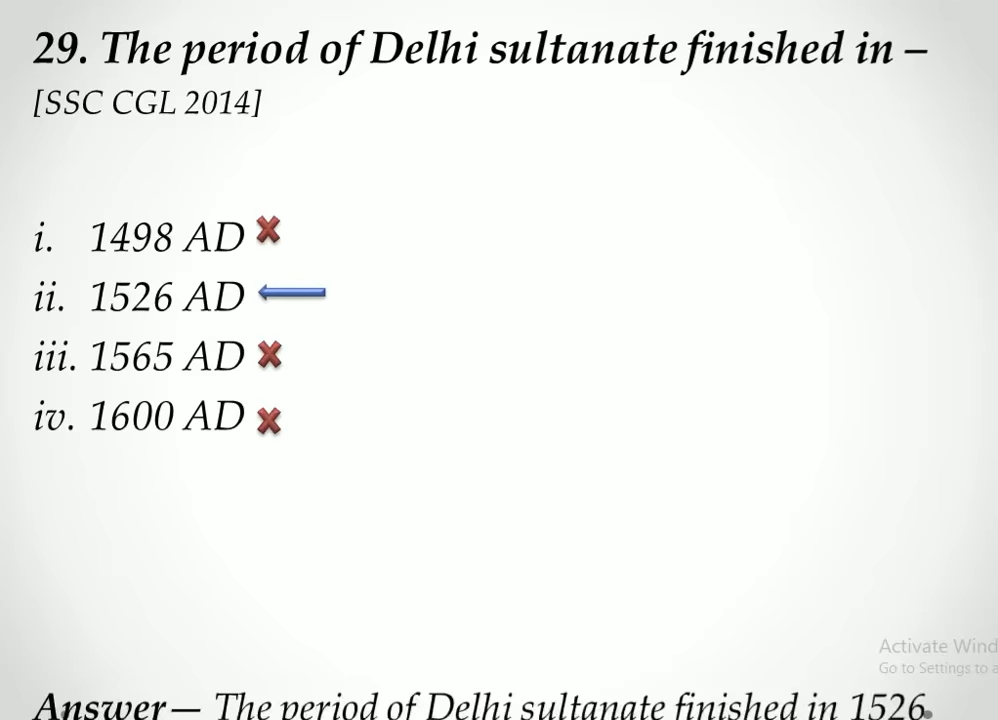 29. The period of Delhi sultanate finished in –
[SSC CGL 2014]
i. 1498 AD
ii. 1526 AD
iii. 1565 AD
iv. 1600 AD
Activate Wind
Go to Settings to a
Answer— The period of Delhi sultanate finished in 1526.